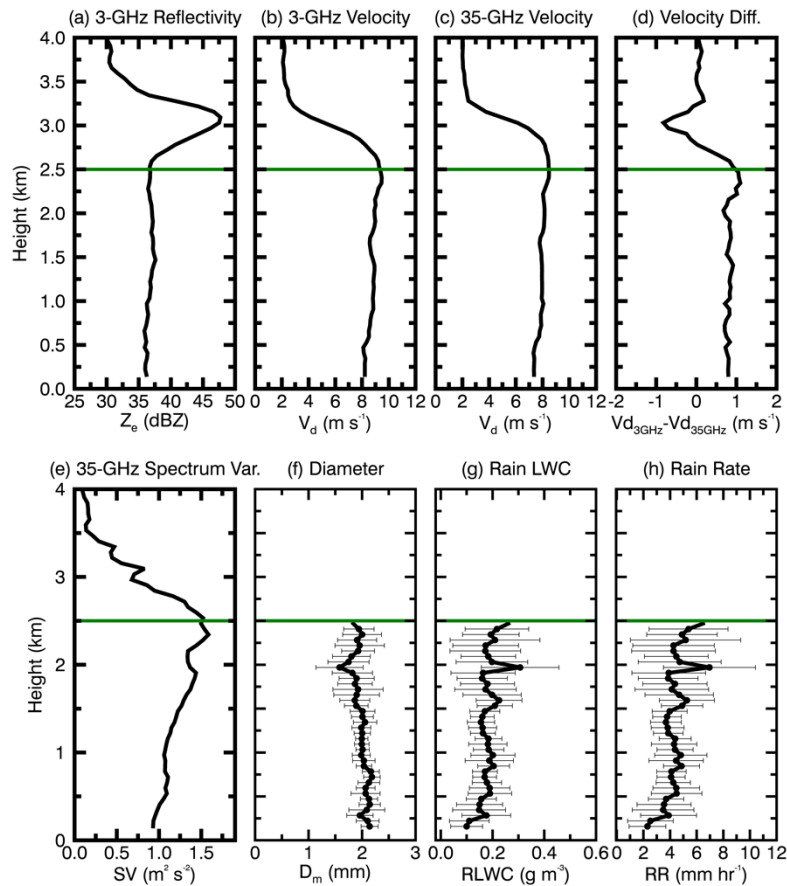 (a) 3-GHz Reflectivity (b) 3-GHz Velocity (c) 35-GHz Velocity (d) Velocity Diff.
4.0
3.5
3.0
2.5
2.0
1.5
1.0
0.5
0.0
Height (km)
25 30 35 40 45 50 0 2 4 6 8 10 12 0 2 4 6 8 10 12 -2 -1 0 1 2
Zₑ (dBZ) V_d (m s⁻¹) V_d (m s⁻¹) Vd₃GHz-Vd₃₅GHz (m s⁻¹)
(e) 35-GHz Spectrum Var. (f) Diameter (g) Rain LWC (h) Rain Rate
4
3
2
1
0
Height (km)
0.0 0.5 1.0 1.5 0 1 2 3 0.0 0.2 0.4 0.6 0 2 4 6 8 10 12
SV (m² s⁻²) Dₘ (mm) RLWC (g m⁻³) RR (mm hr⁻¹)